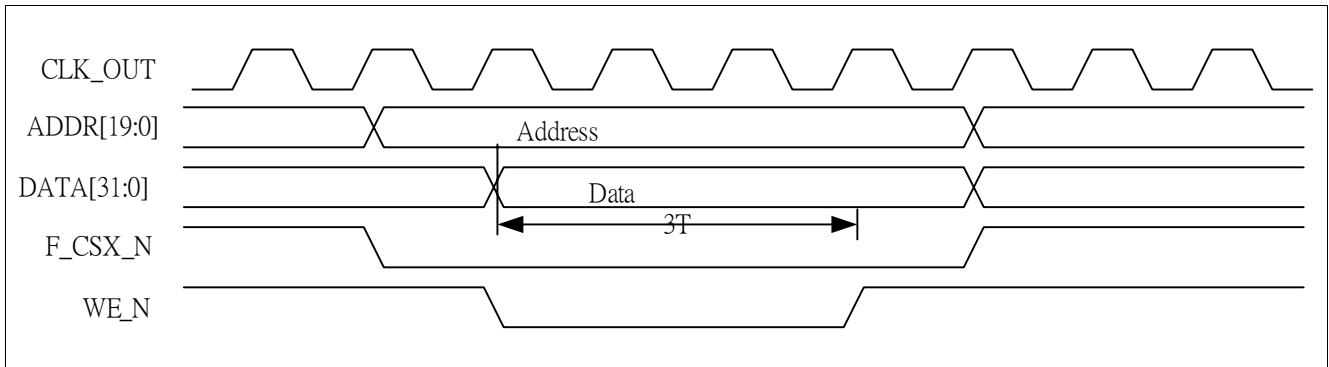 CLK_OUT
ADDR[19:0]
Address
DATA[31:0]
Data
3T
F_CSX_N
WE_N